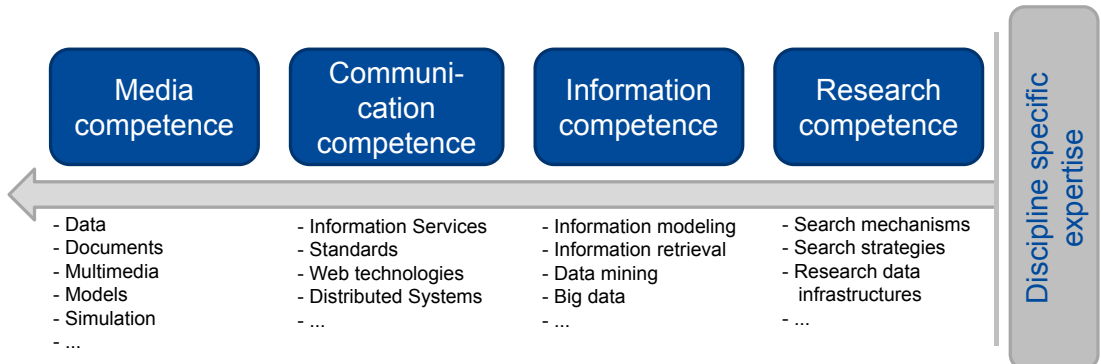 Media
competence
Communi-
cation
competence
Information
competence
Research
competence
Discipline specific
expertise
- Data
- Documents
- Multimedia
- Models
- Simulation
- ...
- Information Services
- Standards
- Web technologies
- Distributed Systems
- ...
- Information modeling
- Information retrieval
- Data mining
- Big data
- ...
- Search mechanisms
- Search strategies
- Research data
infrastructures
- ...